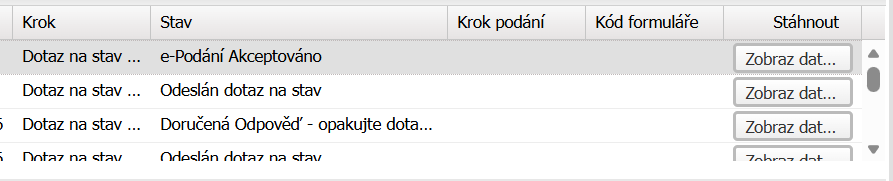 Krok Stav Krok podání Kód formuláře Stáhnout
Dotaz na stav ... e-Podání Akceptováno Zobraz dat...
Dotaz na stav ... Odeslán dotaz na stav Zobraz dat...
Dotaz na stav ... Doručená Odpověď - opakujte dota... Zobraz dat...
Dotaz na stav ... Odeslán dotaz na stav Zobraz dat...